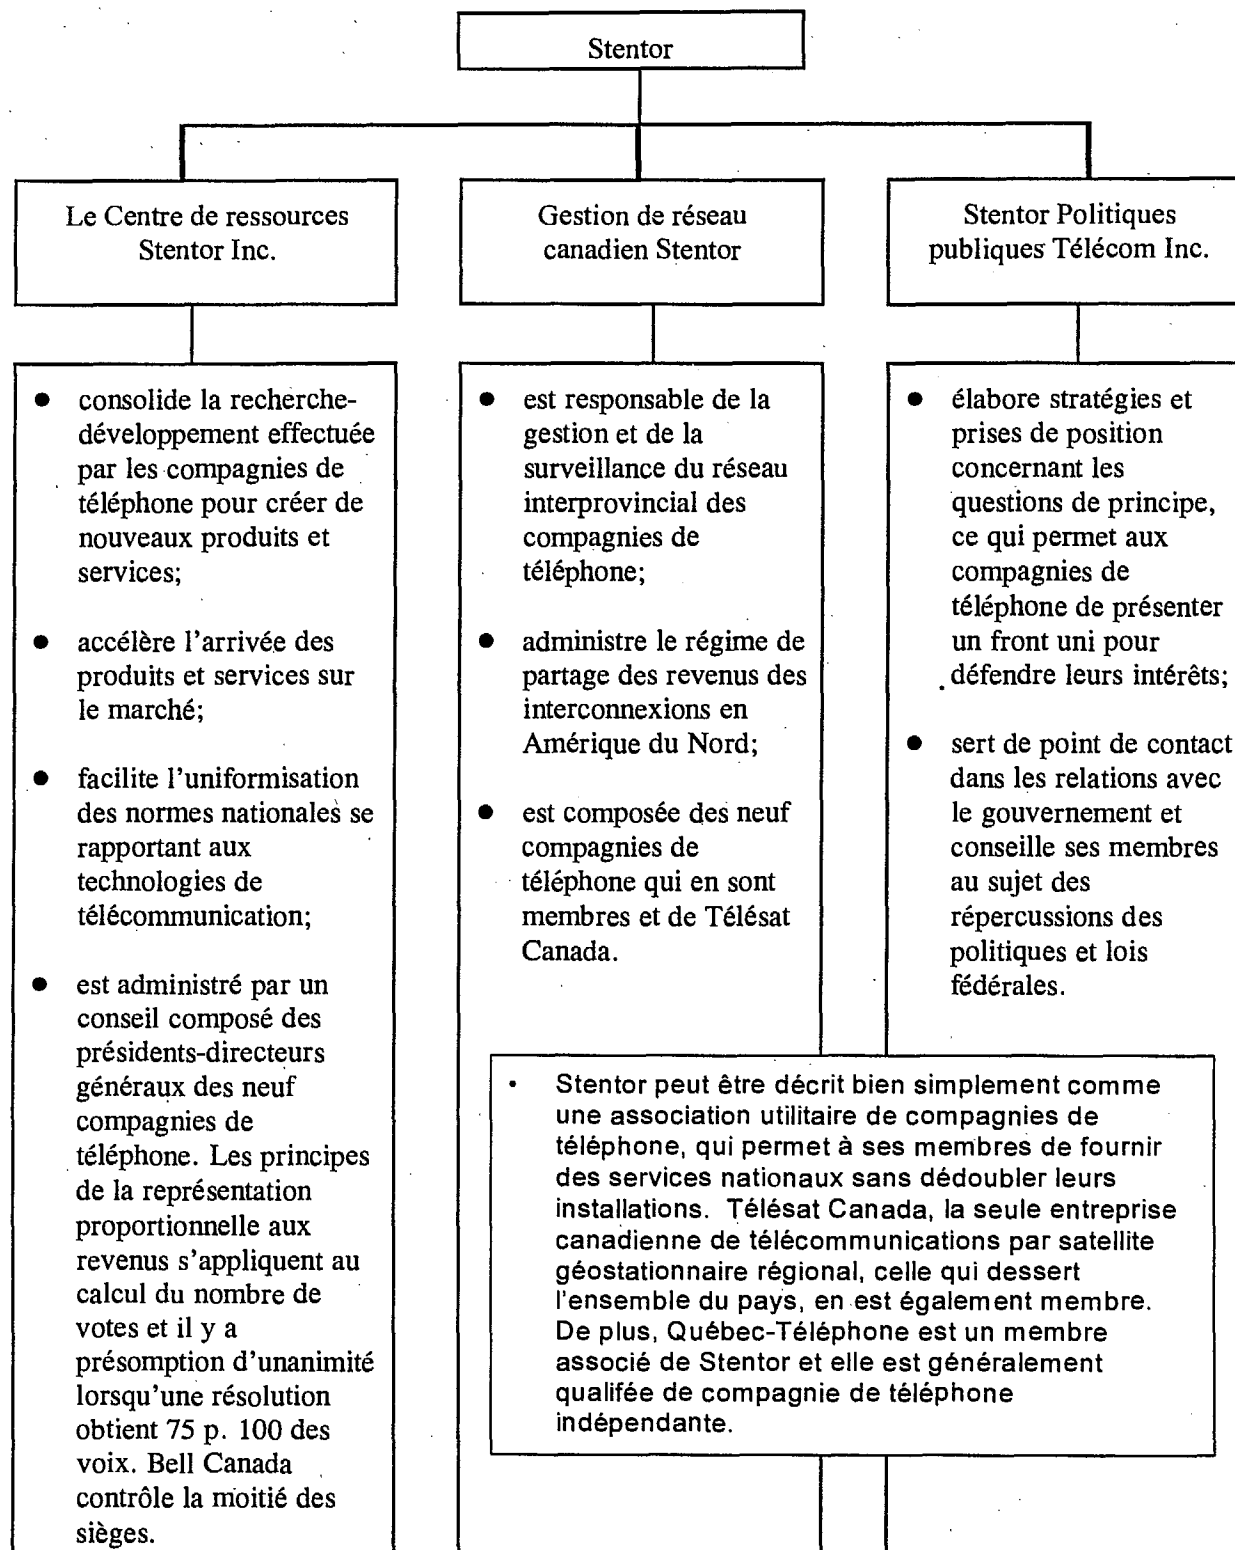 Stentor
Le Centre de ressources
Stentor Inc.
Gestion de réseau
canadien Stentor
Stentor Politiques
publiques Télécom Inc.
● consolide la recherche-
développement effectuée
par les compagnies de
téléphone pour créer de
nouveaux produits et
services;
● accélère l'arrivée des
produits et services sur
le marché;
● facilite l'uniformisation
des normes nationales se
rapportant aux
technologies de
télécommunication;
● est administré par un
conseil composé des
présidents-directeurs
généraux des neuf
compagnies de
téléphone. Les principes
de la représentation
proportionnelle aux
revenus s'appliquent au
calcul du nombre de
votes et il y a
présomption d'unanimité
lorsqu'une résolution
obtient 75 p. 100 des
voix. Bell Canada
contrôle la moitié des
sièges.
● est responsable de la
gestion et de la
surveillance du réseau
interprovincial des
compagnies de
téléphone;
● administre le régime de
partage des revenus des
interconnexions en
Amérique du Nord;
● est composée des neuf
compagnies de
téléphone qui en sont
membres et de Télésat
Canada.
● élabore stratégies et
prises de position
concernant les
questions de principe,
ce qui permet aux
compagnies de
téléphone de présenter
un front uni pour
défendre leurs intérêts;
● sert de point de contact
dans les relations avec
le gouvernement et
conseille ses membres
au sujet des
répercussions des
politiques et lois
fédérales.
• Stentor peut être décrit bien simplement comme
une association utilitaire de compagnies de
téléphone, qui permet à ses membres de fournir
des services nationaux sans dédoubler leurs
installations. Télésat Canada, la seule entreprise
canadienne de télécommunications par satellite
géostationnaire régional, celle qui dessert
l'ensemble du pays, en est également membre.
De plus, Québec-Téléphone est un membre
associé de Stentor et elle est généralement
qualifée de compagnie de téléphone
indépendante.